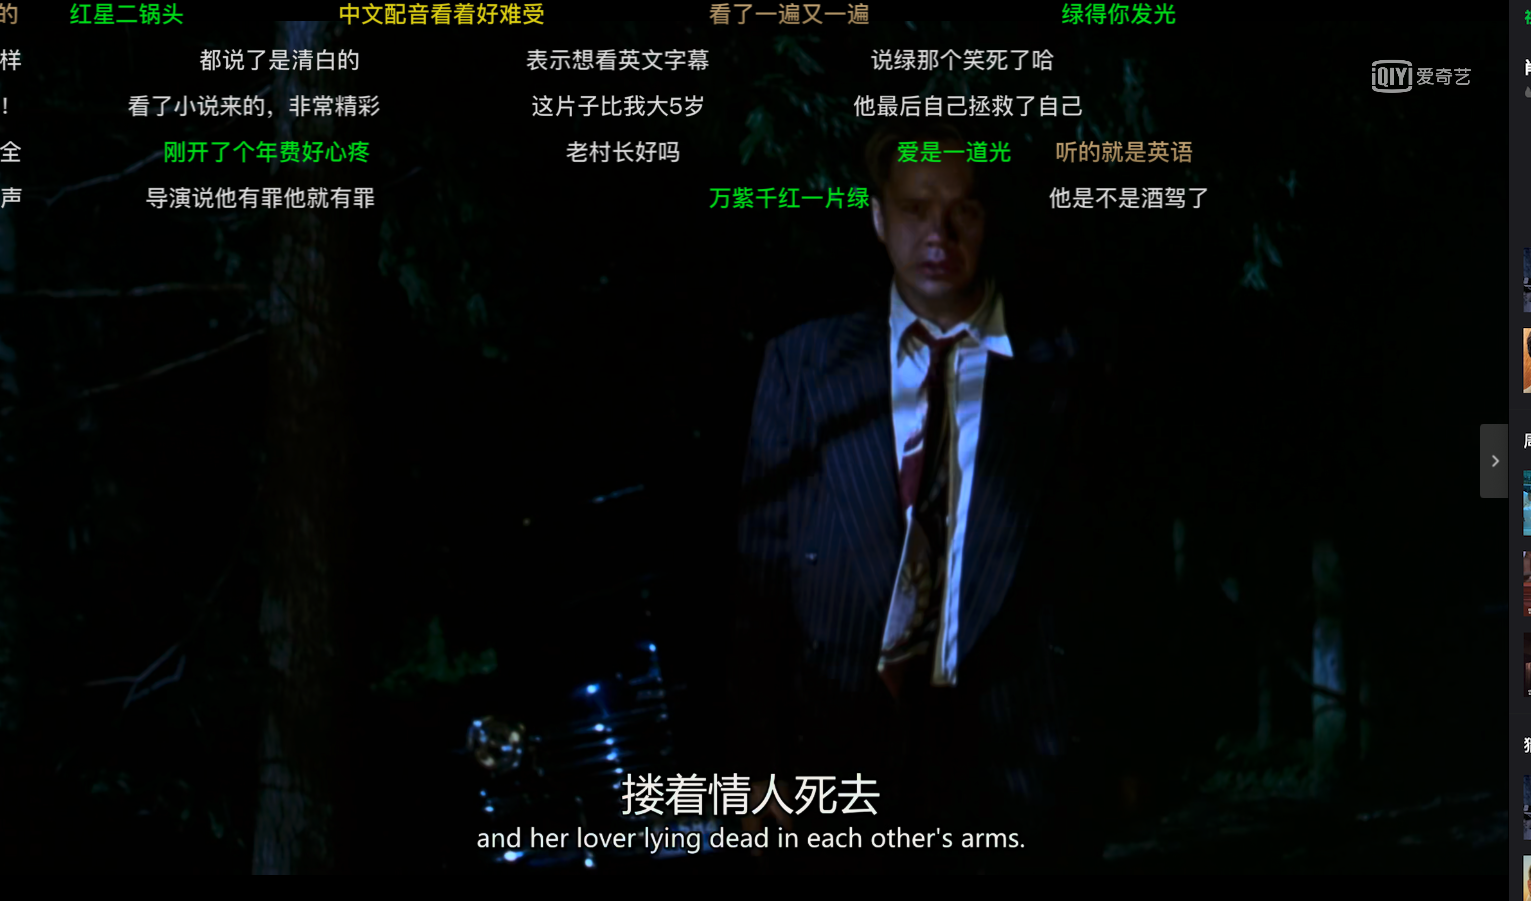 的 红星二锅头 中文配音看着好难受 看了一遍又一遍 绿得你发光
样 都说了是清白的 表示想看英文字幕 说绿那个笑死了哈
iQIYI 爱奇艺
！ 看了小说来的，非常精彩 这片子比我大5岁 他最后自己拯救了自己
全 刚开了个年费好心疼 老村长好吗 爱是一道光 听的就是英语
声 导演说他有罪他就有罪 万紫千红一片绿 他是不是酒驾了
搂着情人死去
and her lover lying dead in each other's arms.